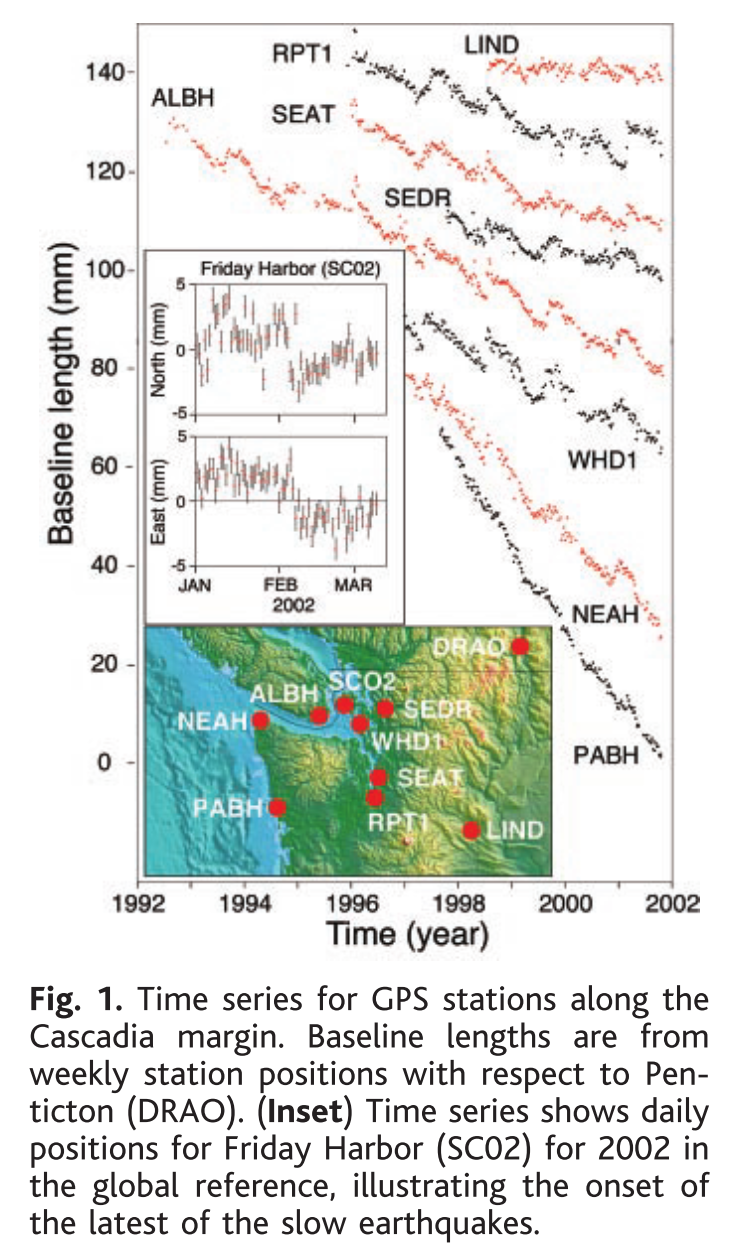 RPT1
LIND
ALBH
SEAT
SEDR
WHD1
NEAH
PABH
Baseline length (mm)
140
120
100
80
60
40
20
0
Friday Harbor (SC02)
North (mm)
5
0
-5
East (mm)
5
0
-5
JAN
FEB
MAR
2002
DRAO
SCO2
ALBH
SEDR
NEAH
WHD1
SEAT
PABH
RPT1
LIND
1992
1994
1996
1998
2000
2002
Time (year)
Fig. 1. Time series for GPS stations along the
Cascadia margin. Baseline lengths are from
weekly station positions with respect to Pen-
ticton (DRAO). (Inset) Time series shows daily
positions for Friday Harbor (SC02) for 2002 in
the global reference, illustrating the onset of
the latest of the slow earthquakes.